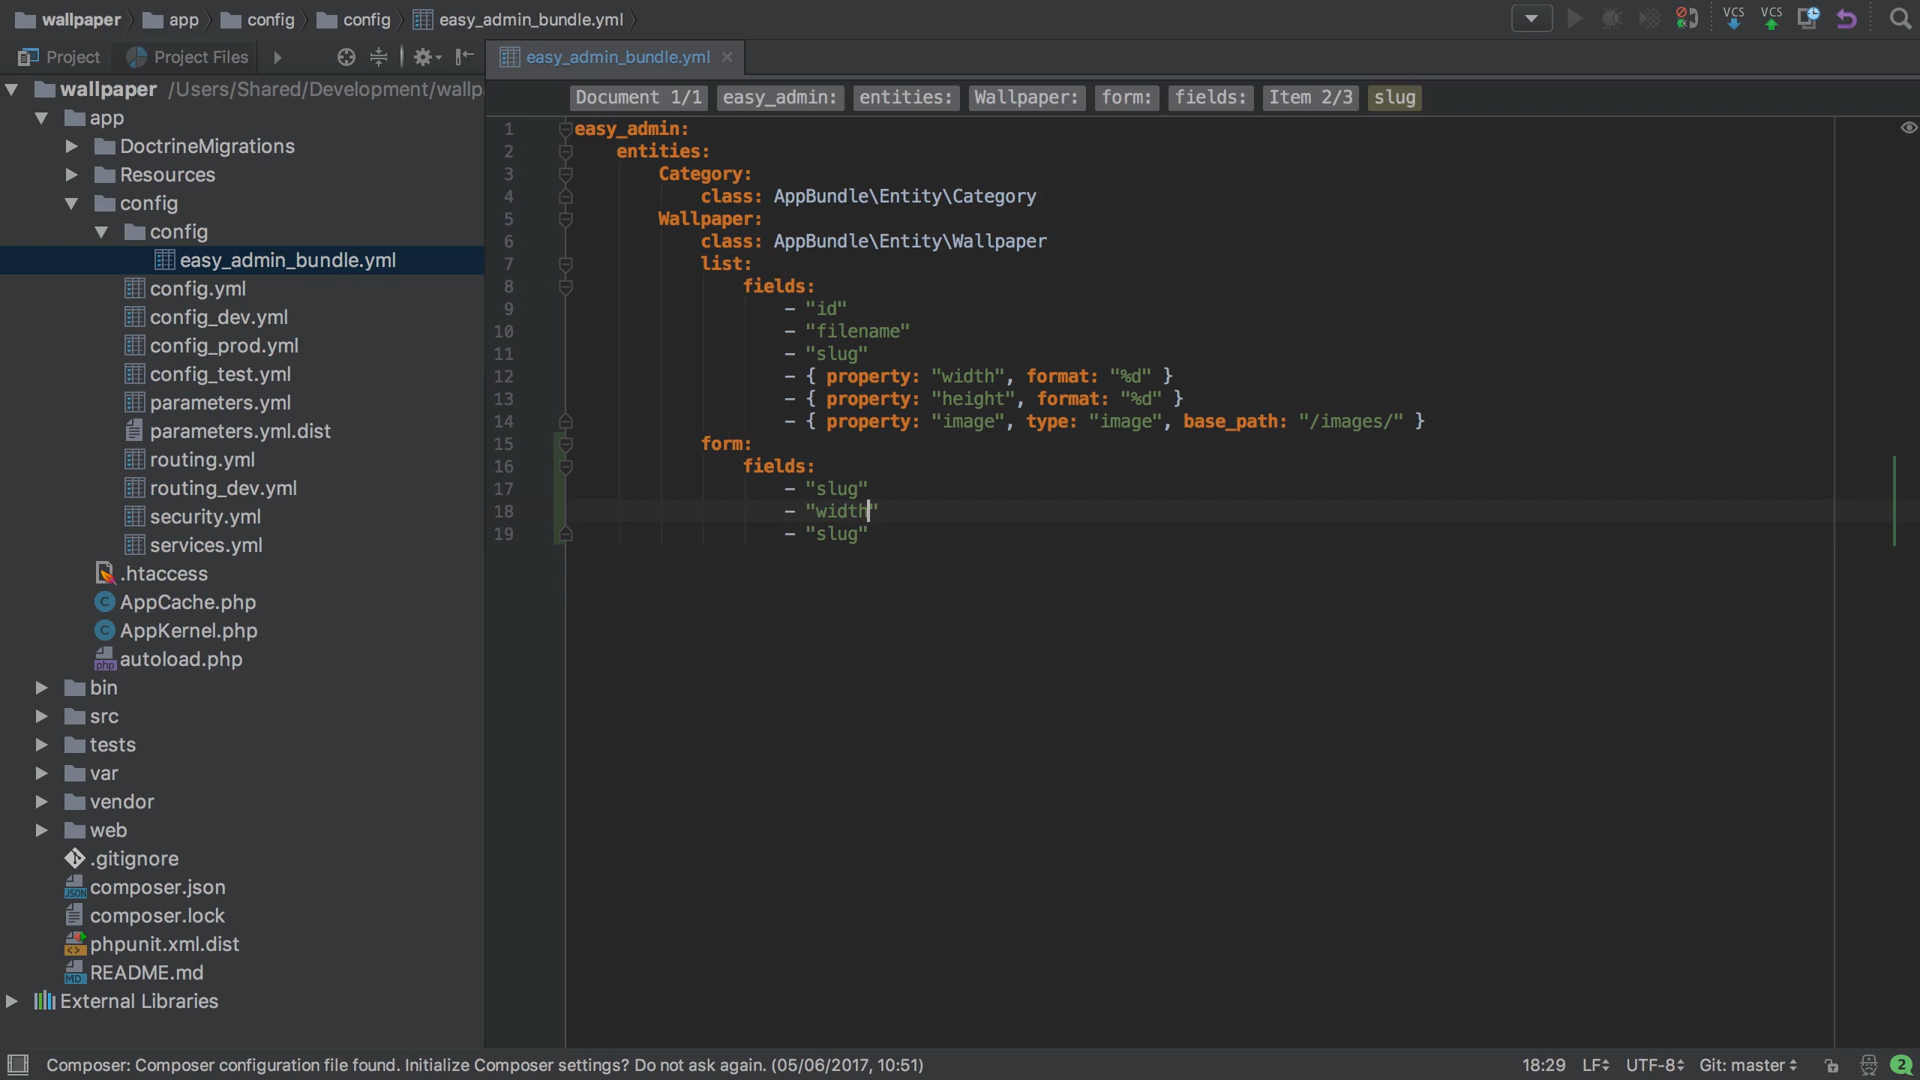 wallpaper app config config easy_admin_bundle.yml
VCS VCS
Project Project Files
easy_admin_bundle.yml
wallpaper /Users/Shared/Development/wallp
app
DoctrineMigrations
Resources
config
config
easy_admin_bundle.yml
config.yml
config_dev.yml
config_prod.yml
config_test.yml
parameters.yml
parameters.yml.dist
routing.yml
routing_dev.yml
security.yml
services.yml
.htaccess
AppCache.php
AppKernel.php
autoload.php
bin
src
tests
var
vendor
web
.gitignore
composer.json
composer.lock
phpunit.xml.dist
README.md
External Libraries
Document 1/1 easy_admin: entities: Wallpaper: form: fields: Item 2/3 slug
1 easy_admin:
2 entities:
3 Category:
4 class: AppBundle\Entity\Category
5 Wallpaper:
6 class: AppBundle\Entity\Wallpaper
7 list:
8 fields:
9 - "id"
10 - "filename"
11 - "slug"
12 - { property: "width", format: "%d" }
13 - { property: "height", format: "%d" }
14 - { property: "image", type: "image", base_path: "/images/" }
15 form:
16 fields:
17 - "slug"
18 - "width"
19 - "slug"
Composer: Composer configuration file found. Initialize Composer settings? Do not ask again. (05/06/2017, 10:51)
18:29 LF UTF-8 Git: master 2